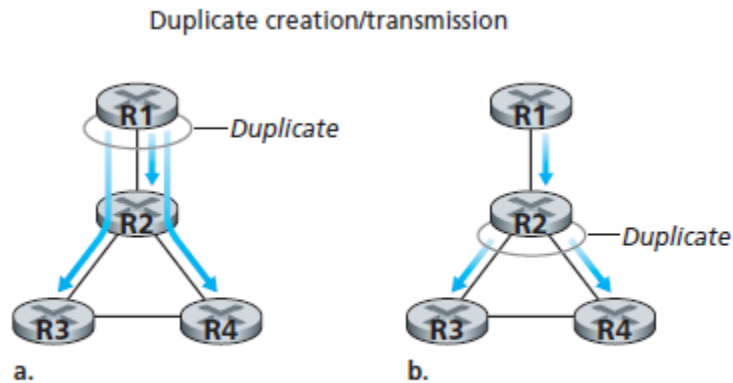 Duplicate creation/transmission
R1
Duplicate
R2
R3
R4
a.
R1
R2
Duplicate
R3
R4
b.